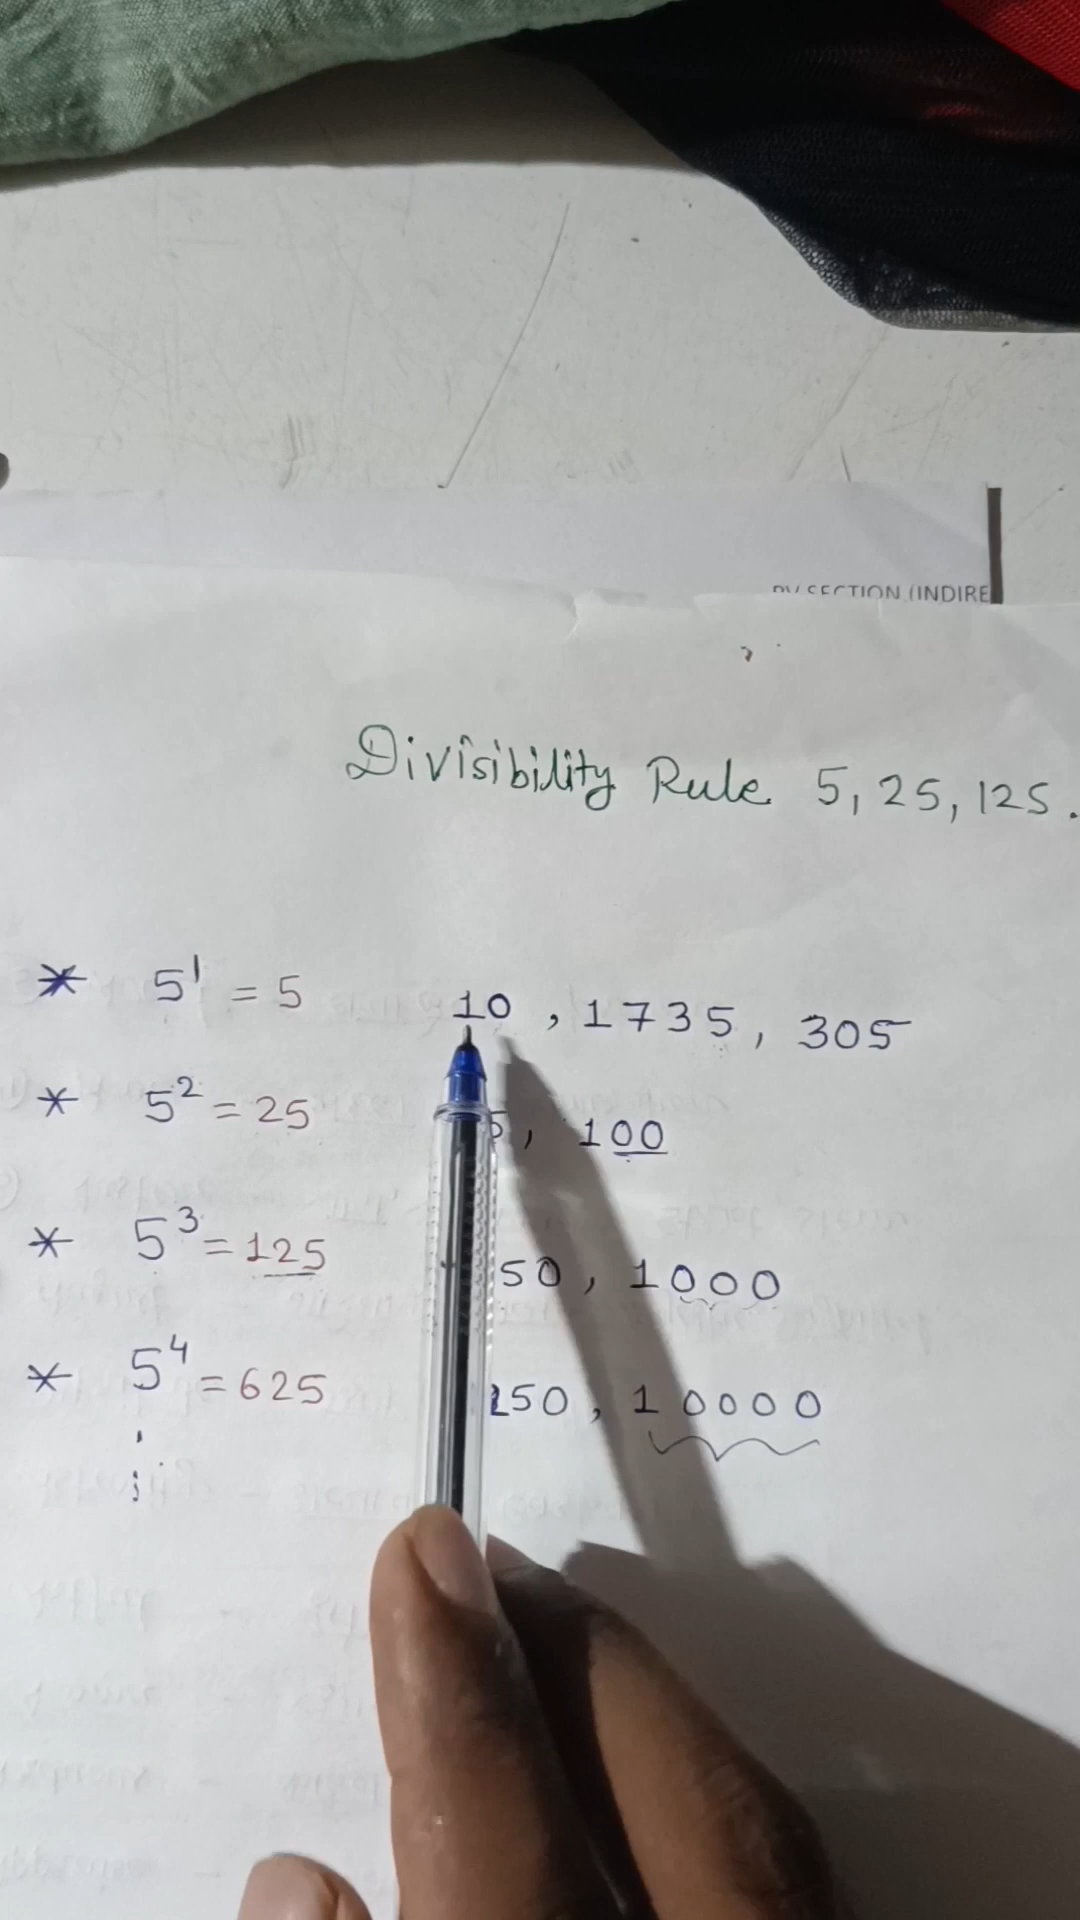 SECTION (INDIRE
Divisibility Rule 5, 25, 125.
* 5¹ = 5 10 , 1735, 305
* 5² = 25 5, 100
* 5³ = 125 50, 1000
* 5⁴ = 625 250, 10000